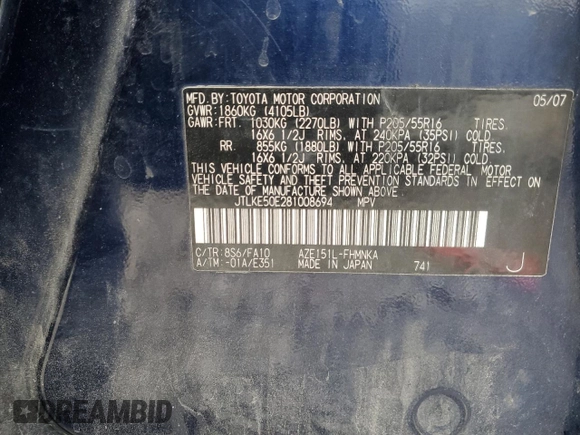 MFD.BY:TOYOTA MOTOR CORPORATION 05/07
GVWR:1860KG (4105LB)
GAWR:FRT. 1030KG (2270LB) WITH P205/55R16 TIRES,
16X6 1/2J RIMS, AT 240KPA (35PSI) COLD
RR. 855KG (1880LB) WITH P205/55R16 TIRES,
16X6 1/2J RIMS, AT 220KPA (32PSI) COLD
THIS VEHICLE CONFORMS TO ALL APPLICABLE FEDERAL MOTOR
VEHICLE SAFETY AND THEFT PREVENTION STANDARDS IN EFFECT
ON THE DATE OF MANUFACTURE SHOWN ABOVE.
JTLKE50E281008694 MPV
C/TR:8S6/FA10 AZE151L-FHMNKA
A/TM:-01A/E351 MADE IN JAPAN 741 J
DREAMBID